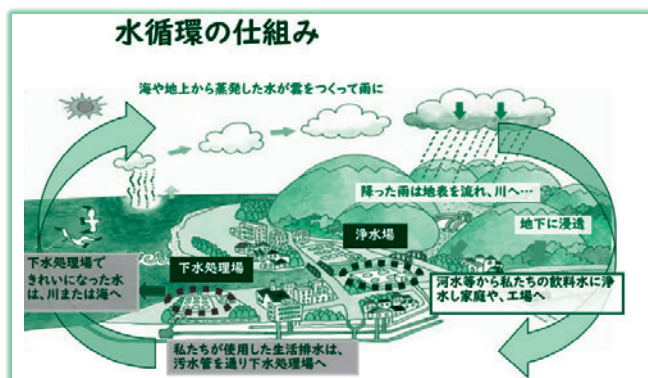 水循環の仕組み
海や地上から蒸発した水が雲をつくって雨に
降った雨は地表を流れ、川へ…
地下に浸透
浄水場
下水処理場
下水処理場で
きれいになった水
は、川または海へ
河水等から私たちの飲料水に浄
水し家庭や、工場へ
私たちが使用した生活排水は、
汚水管を通り下水処理場へ